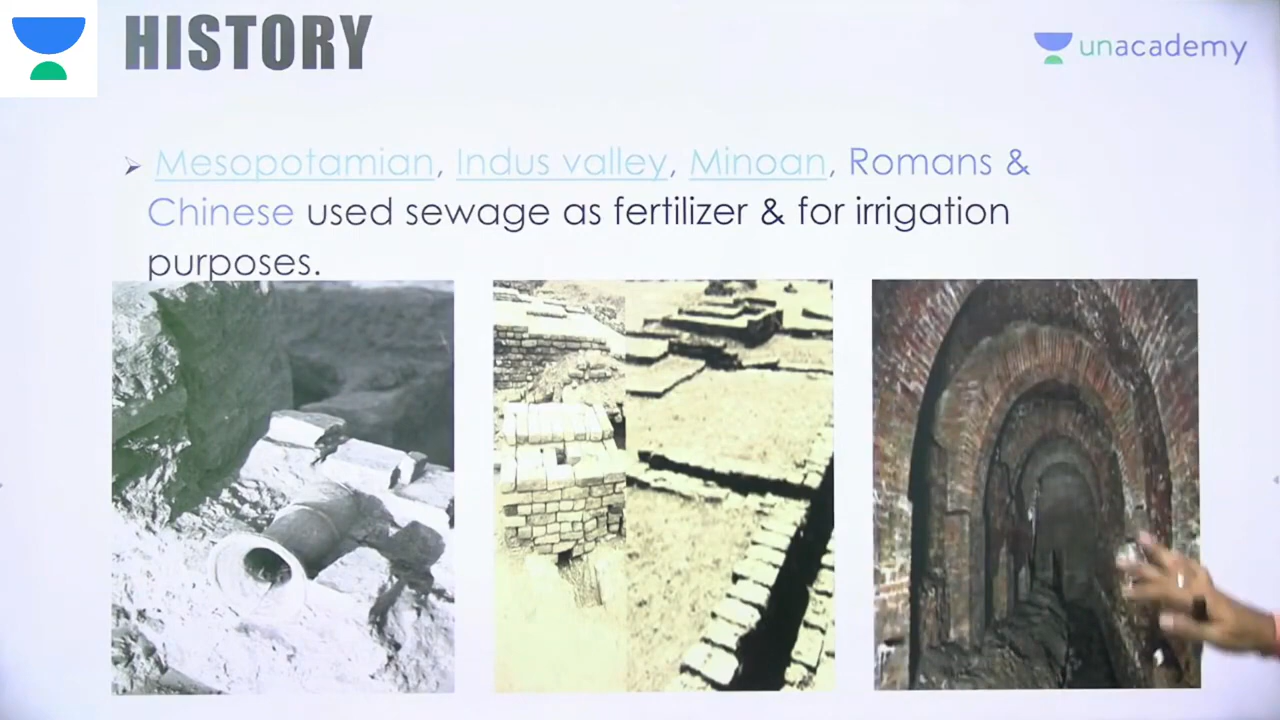 HISTORY
unacademy
Mesopotamian, Indus valley, Minoan, Romans &
Chinese used sewage as fertilizer & for irrigation
purposes.